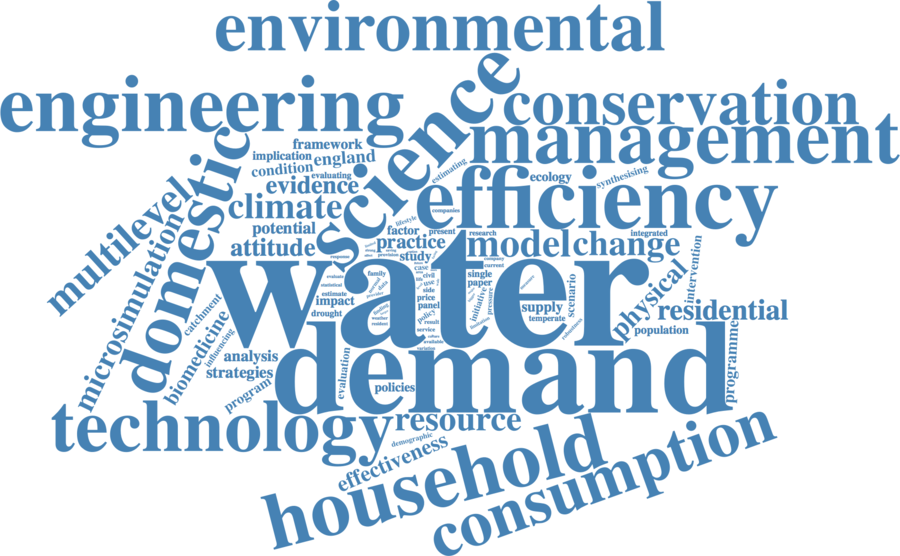 environmental
engineering
science
conservation
management
framework
implication
england
condition
evaluating
estimating
ecology
synthesising
evidence
multilevel
domestic
climate
efficiency
companies
lifestyle
potential
factor
present
research
integrated
attitude
practice
model
change
microsimulation
response
precision
study
water
company
current
case
family
evaluate
statistical
civil
single
paper
use
data
side
estimate
impact
price
panel
initiative
pressure
scenario
physical
intervention
supply
residential
catchment
drought
policy
weather
resident
result
temperate
population
biomedicine
influencing
service
available
variation
demand
analysis
strategies
evaluation
programme
program
policies
technology
resource
demographic
effectiveness
household
consumption